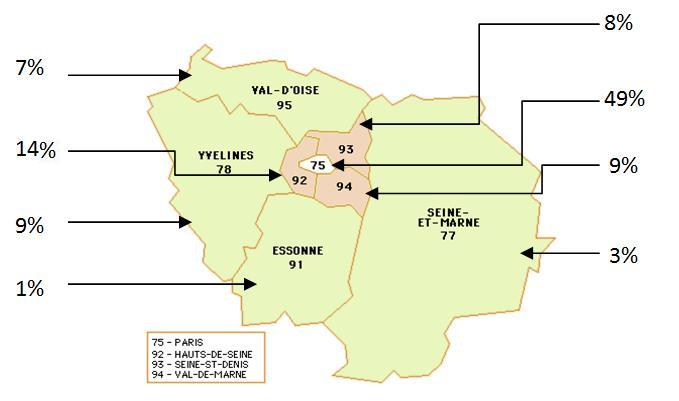 8%
7%
49%
VAL-D'OISE
95
14%
93
YVELINES
78
75
9%
92
94
9%
SEINE-
ET-MARNE
77
ESSONNE
91
3%
1%
75 - PARIS
92 - HAUTS-DE-SEINE
93 - SEINE-ST-DENIS
94 - VAL-DE-MARNE